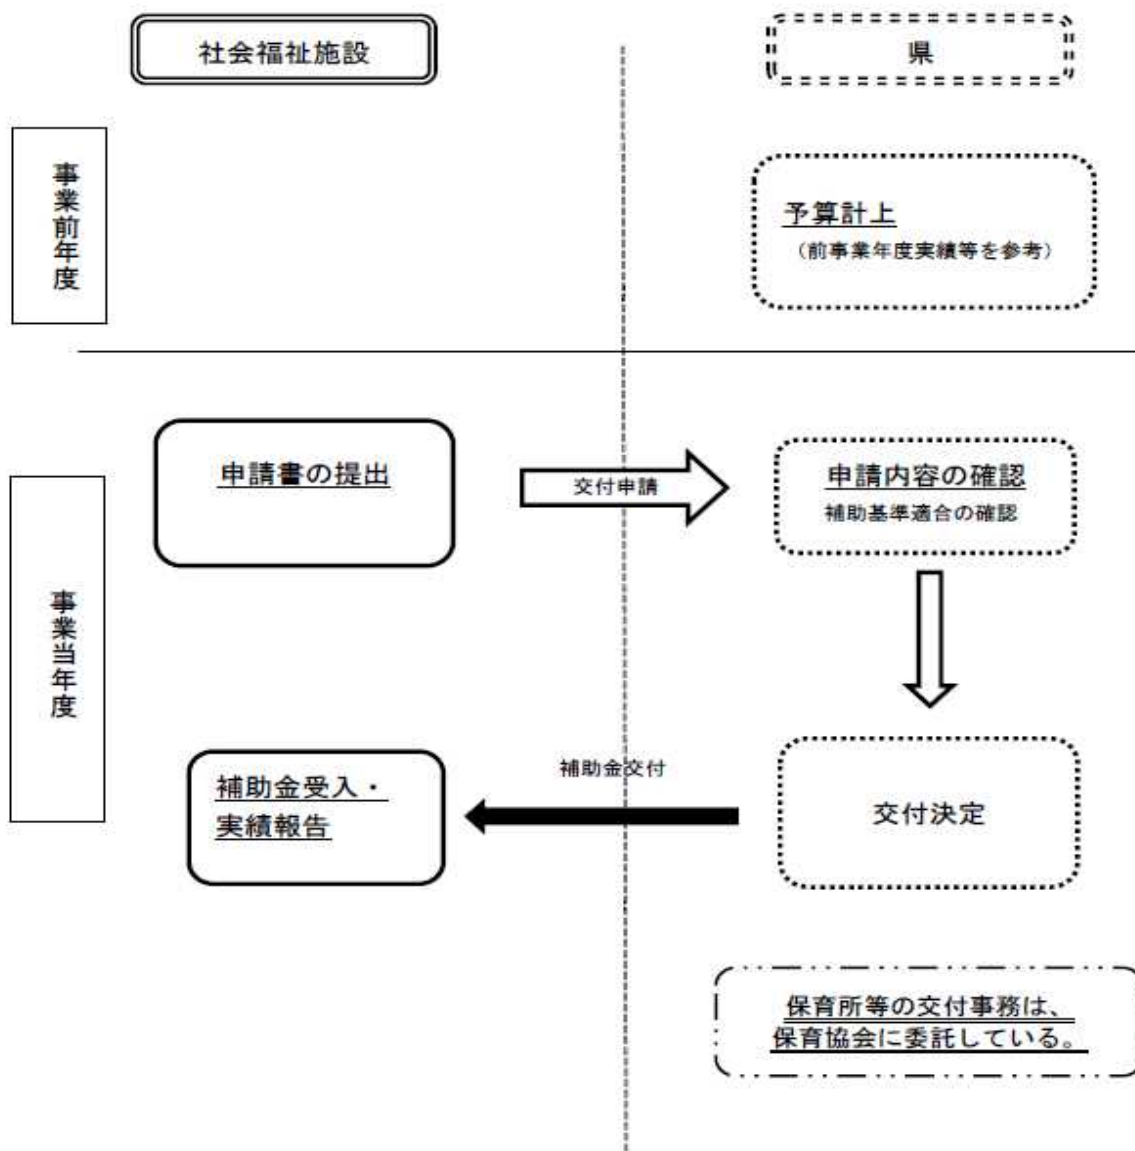 社会福祉施設
県
事業前年度
予算計上
（前事業年度実績等を参考）
事業当年度
申請書の提出
交付申請
申請内容の確認
補助基準適合の確認
補助金受入・
実績報告
補助金交付
交付決定
保育所等の交付事務は、
保育協会に委託している。